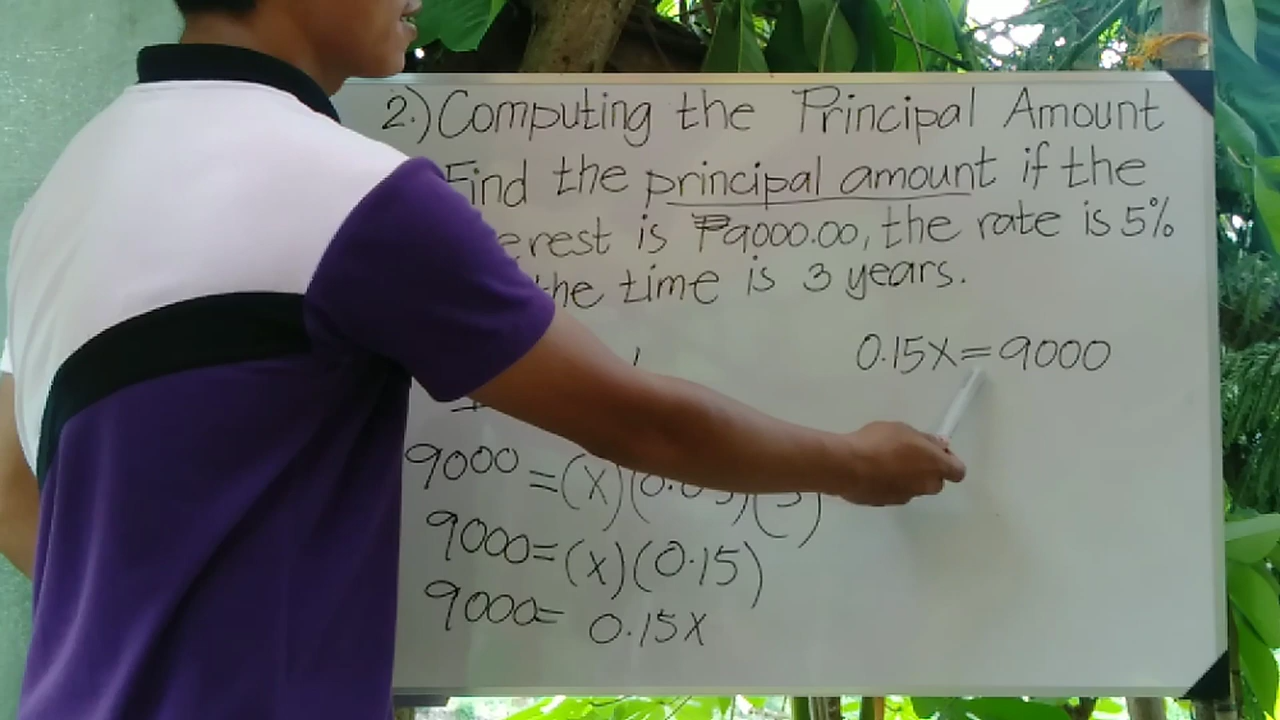 2.) Computing the Principal Amount
Find the principal amount if the
erest is ₱9000.00, the rate is 5%
the time is 3 years.
0.15x=9000
9000=(x)(0.05)(3)
9000=(x)(0.15)
9000= 0.15x